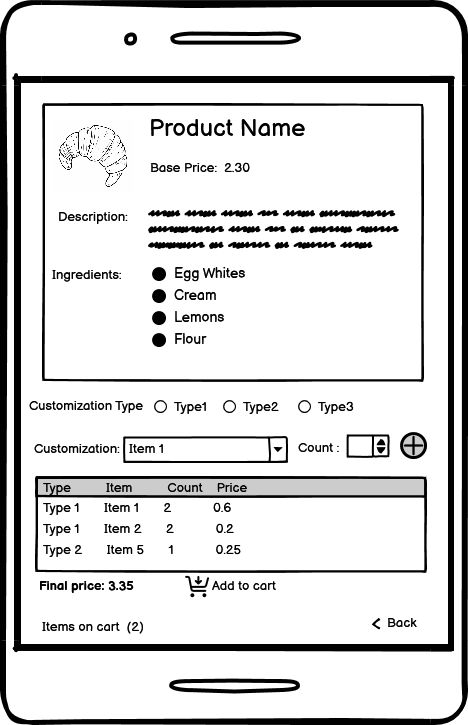 Product Name
Base Price: 2.30
Description:
Ingredients:
Egg Whites
Cream
Lemons
Flour
Customization Type Type1 Type2 Type3
Customization: Item 1 Count :
Type Item Count Price
Type 1 Item 1 2 0.6
Type 1 Item 2 2 0.2
Type 2 Item 5 1 0.25
Final price: 3.35 Add to cart
Items on cart (2) < Back